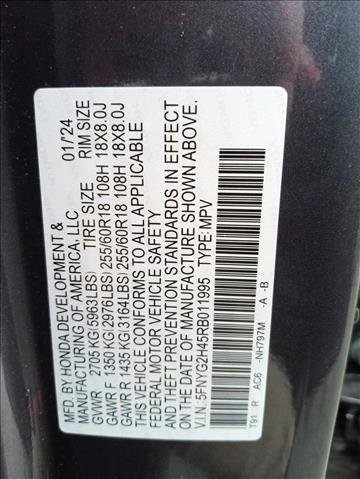 MFD. BY HONDA DEVELOPMENT & 01/24
MANUFACTURING OF AMERICA, LLC
GVWR 2705 KG(5963LBS) TIRE SIZE RIM SIZE
GAWR F 1350 KG(2976LBS) 255/60R18 108H 18X8.0J
GAWR R 1435 KG(3164LBS) 255/60R18 108H 18X8.0J
THIS VEHICLE CONFORMS TO ALL APPLICABLE
FEDERAL MOTOR VEHICLE SAFETY
AND THEFT PREVENTION STANDARDS IN EFFECT
ON THE DATE OF MANUFACTURE SHOWN ABOVE.
V.I.N.:5FNYG2H45RB011995 TYPE:MPV
T91 R AC6 -NH797M -A -B